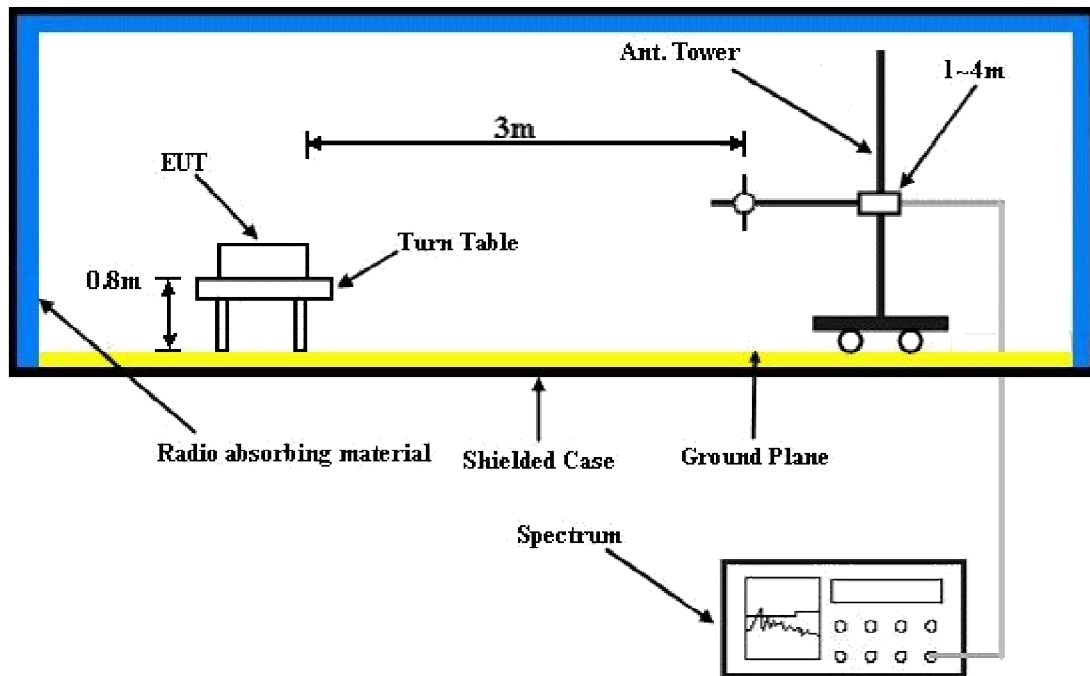 Ant. Tower
1~4m
3m
EUT
Turn Table
0.8m
Radio absorbing material
Shielded Case
Ground Plane
Spectrum